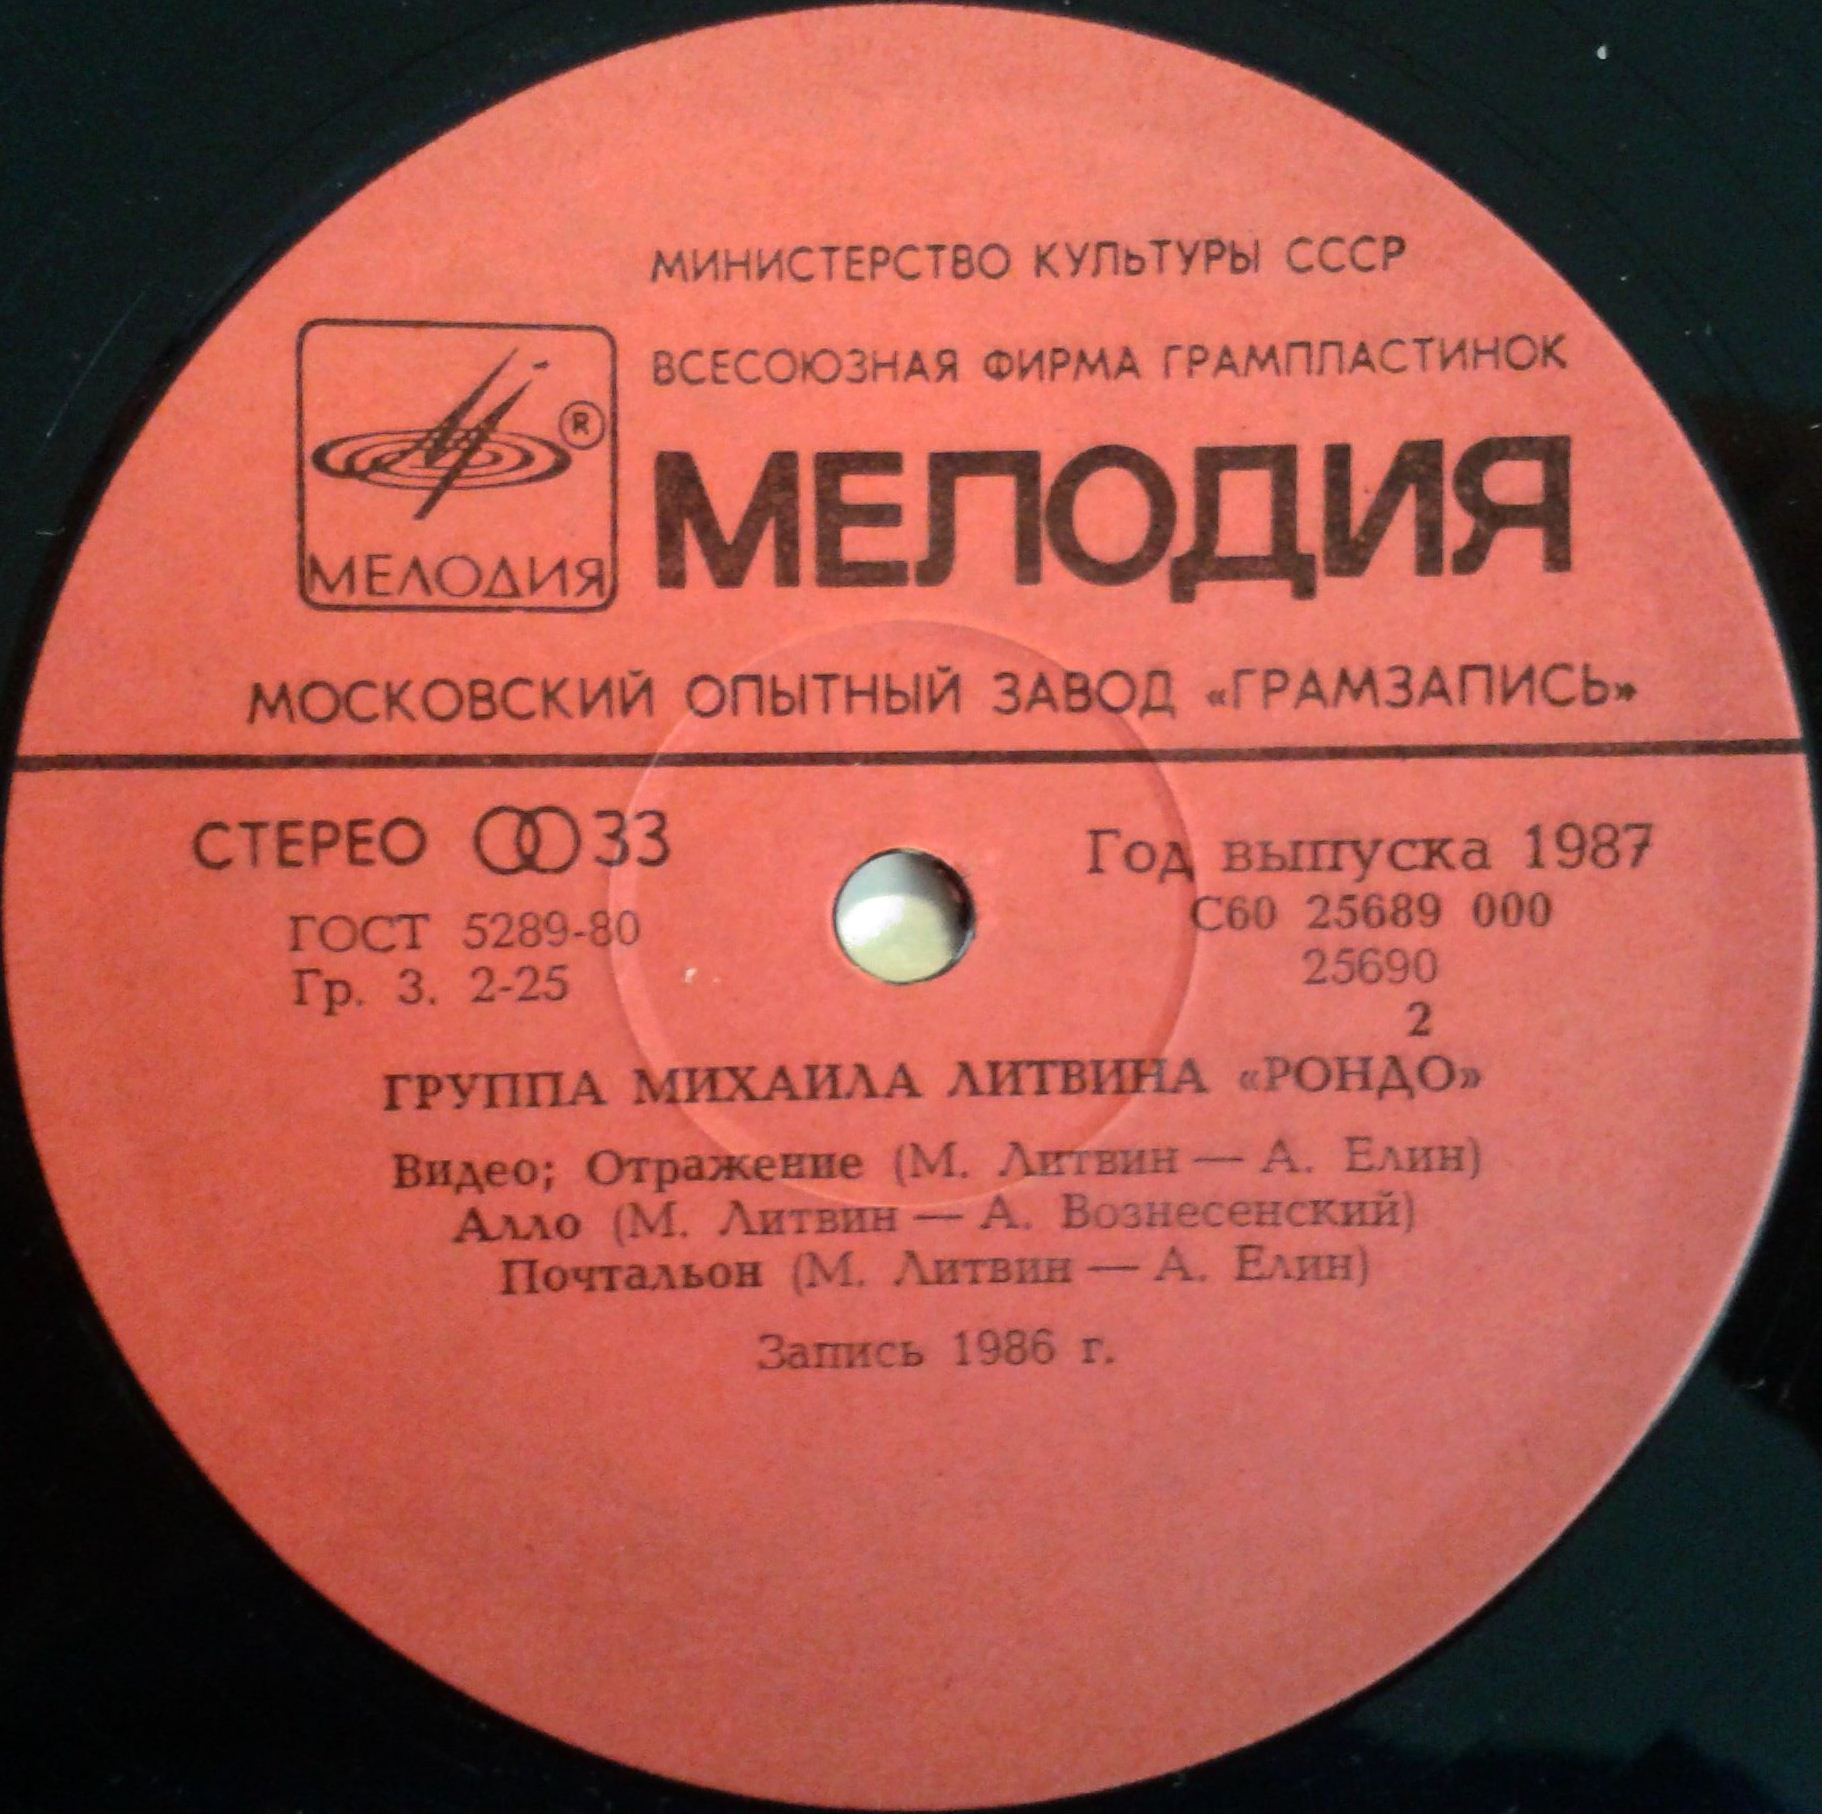 МИНИСТЕРСТВО КУЛЬТУРЫ СССР
ВСЕСОЮЗНАЯ ФИРМА ГРАМПЛАСТИНОК
®
МЕЛОДИЯ
МЕЛОДИЯ
МОСКОВСКИЙ ОПЫТНЫЙ ЗАВОД «ГРАМЗАПИСЬ»
СТЕРЕО 33
Год выпуска 1987
ГОСТ 5289-80
С60 25689 000
Гр. 3. 2-25
25690
2
ГРУППА МИХАИЛА ЛИТВИНА «РОНДО»
Видео; Отражение (М. Литвин — А. Елин)
Алло (М. Литвин — А. Вознесенский)
Почтальон (М. Литвин — А. Елин)
Запись 1986 г.